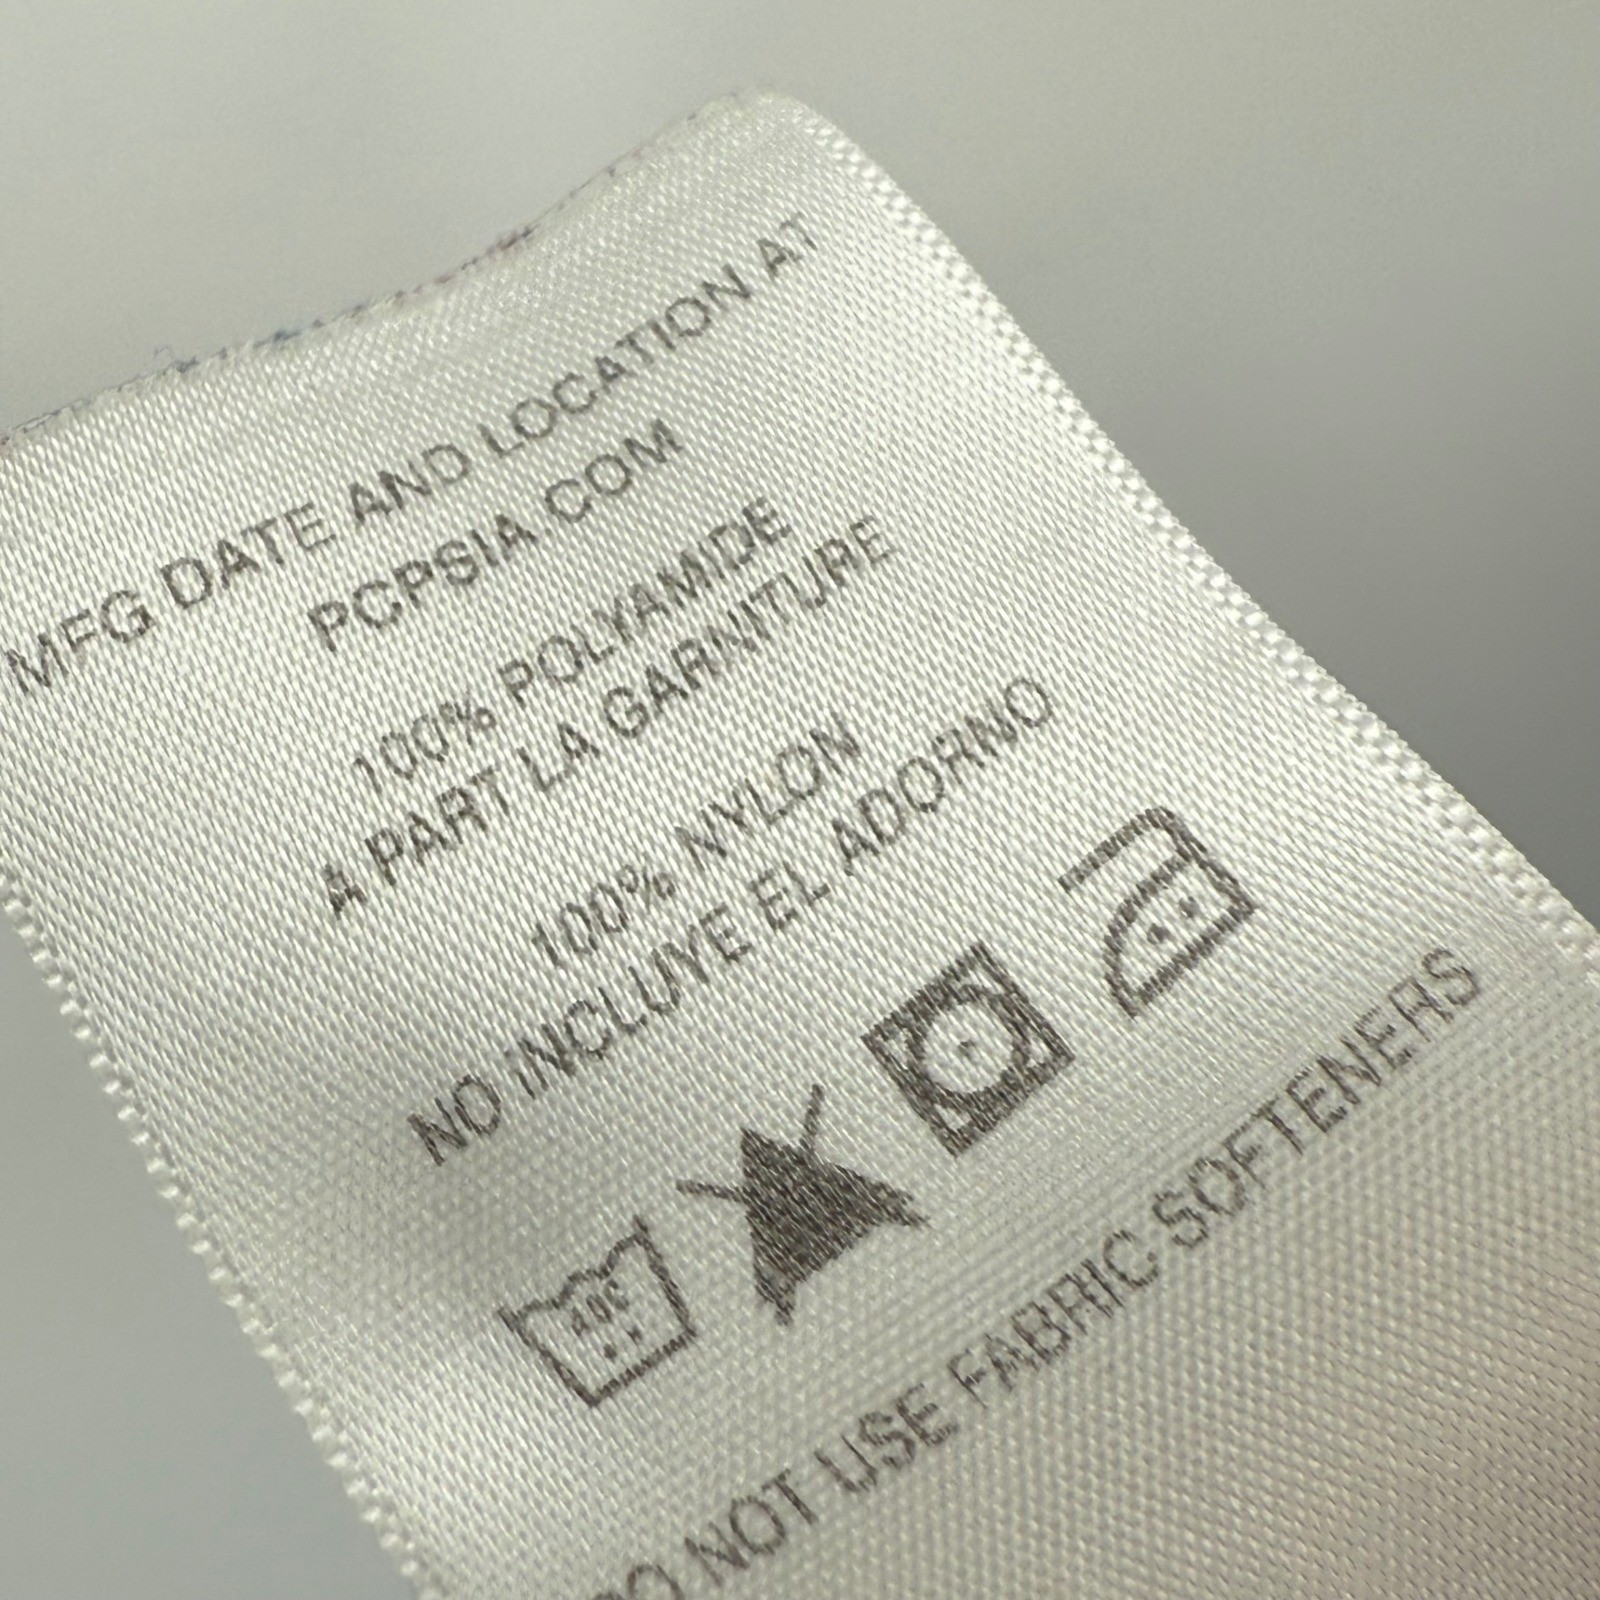 MFG DATE AND LOCATION AT
PCPSIA.COM
100% POLYAMIDE
A PART LA GARNITURE
100% NYLON
NO INCLUYE EL ADORNO
40C
DO NOT USE FABRIC SOFTENERS